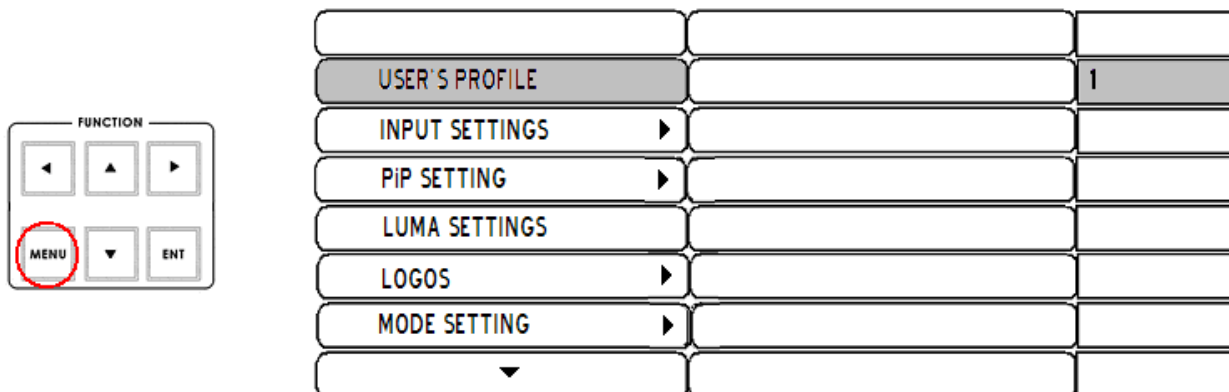 FUNCTION
MENU
ENT
USER'S PROFILE
1
INPUT SETTINGS
PiP SETTING
LUMA SETTINGS
LOGOS
MODE SETTING